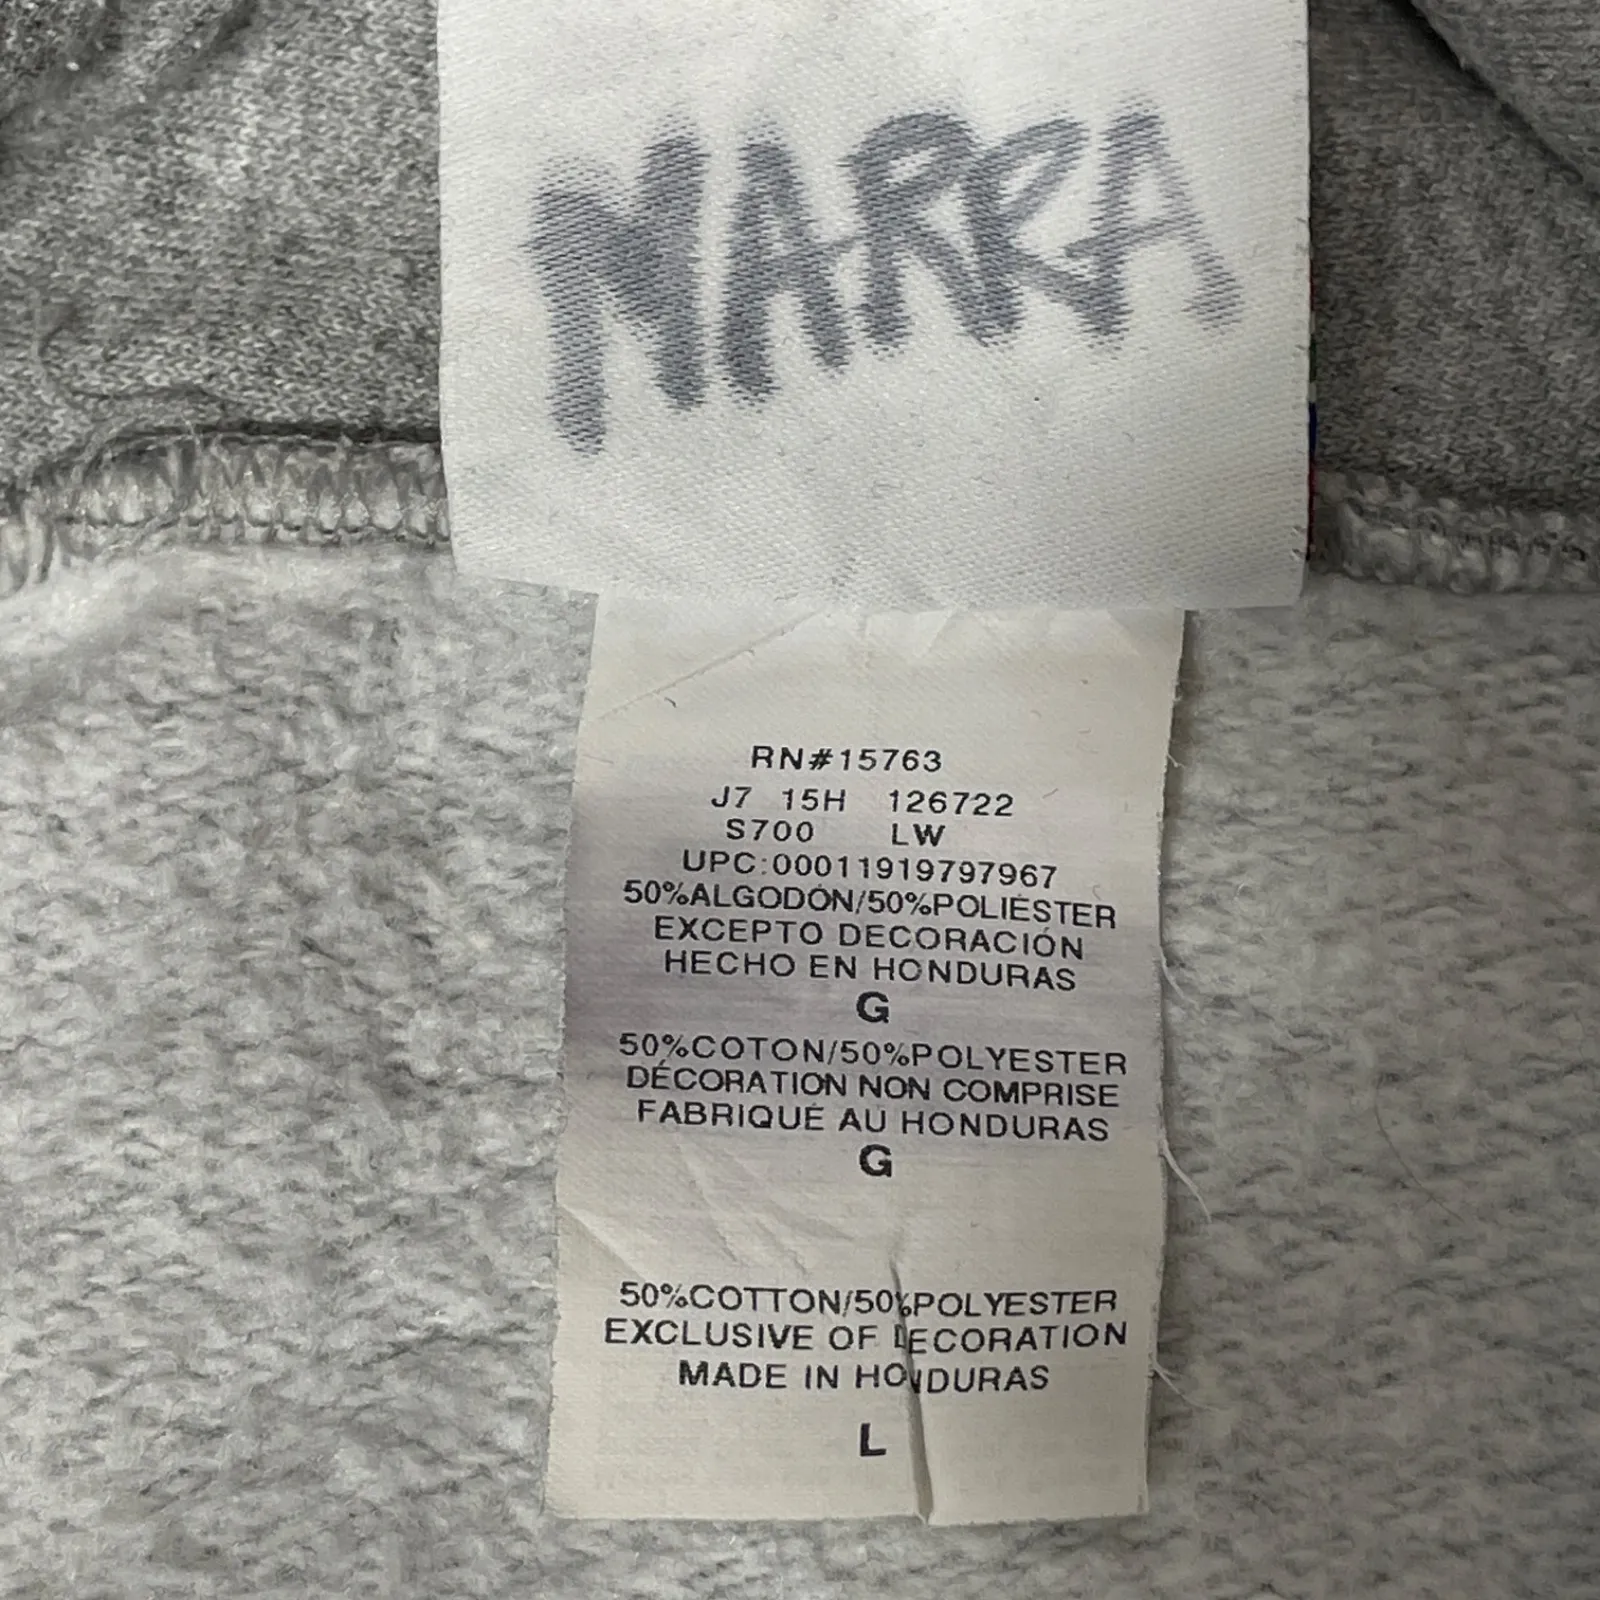 MARRA
RN#15763
J7 15H 126722
S700 LW
UPC:00011919797967
50%ALGODÓN/50%POLIÉSTER
EXCEPTO DECORACIÓN
HECHO EN HONDURAS
G
50%COTON/50%POLYESTER
DÉCORATION NON COMPRISE
FABRIQUÉ AU HONDURAS
G
50%COTTON/50%POLYESTER
EXCLUSIVE OF DECORATION
MADE IN HONDURAS
L